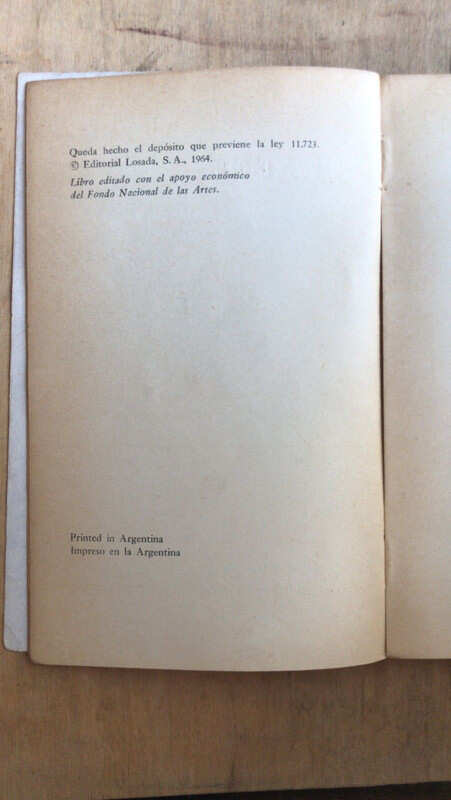 Queda hecho el depósito que previene la ley 11.723.
© Editorial Losada, S. A., 1964.
Libro editado con el apoyo económico
del Fondo Nacional de las Artes.
Printed in Argentina
Impreso en la Argentina